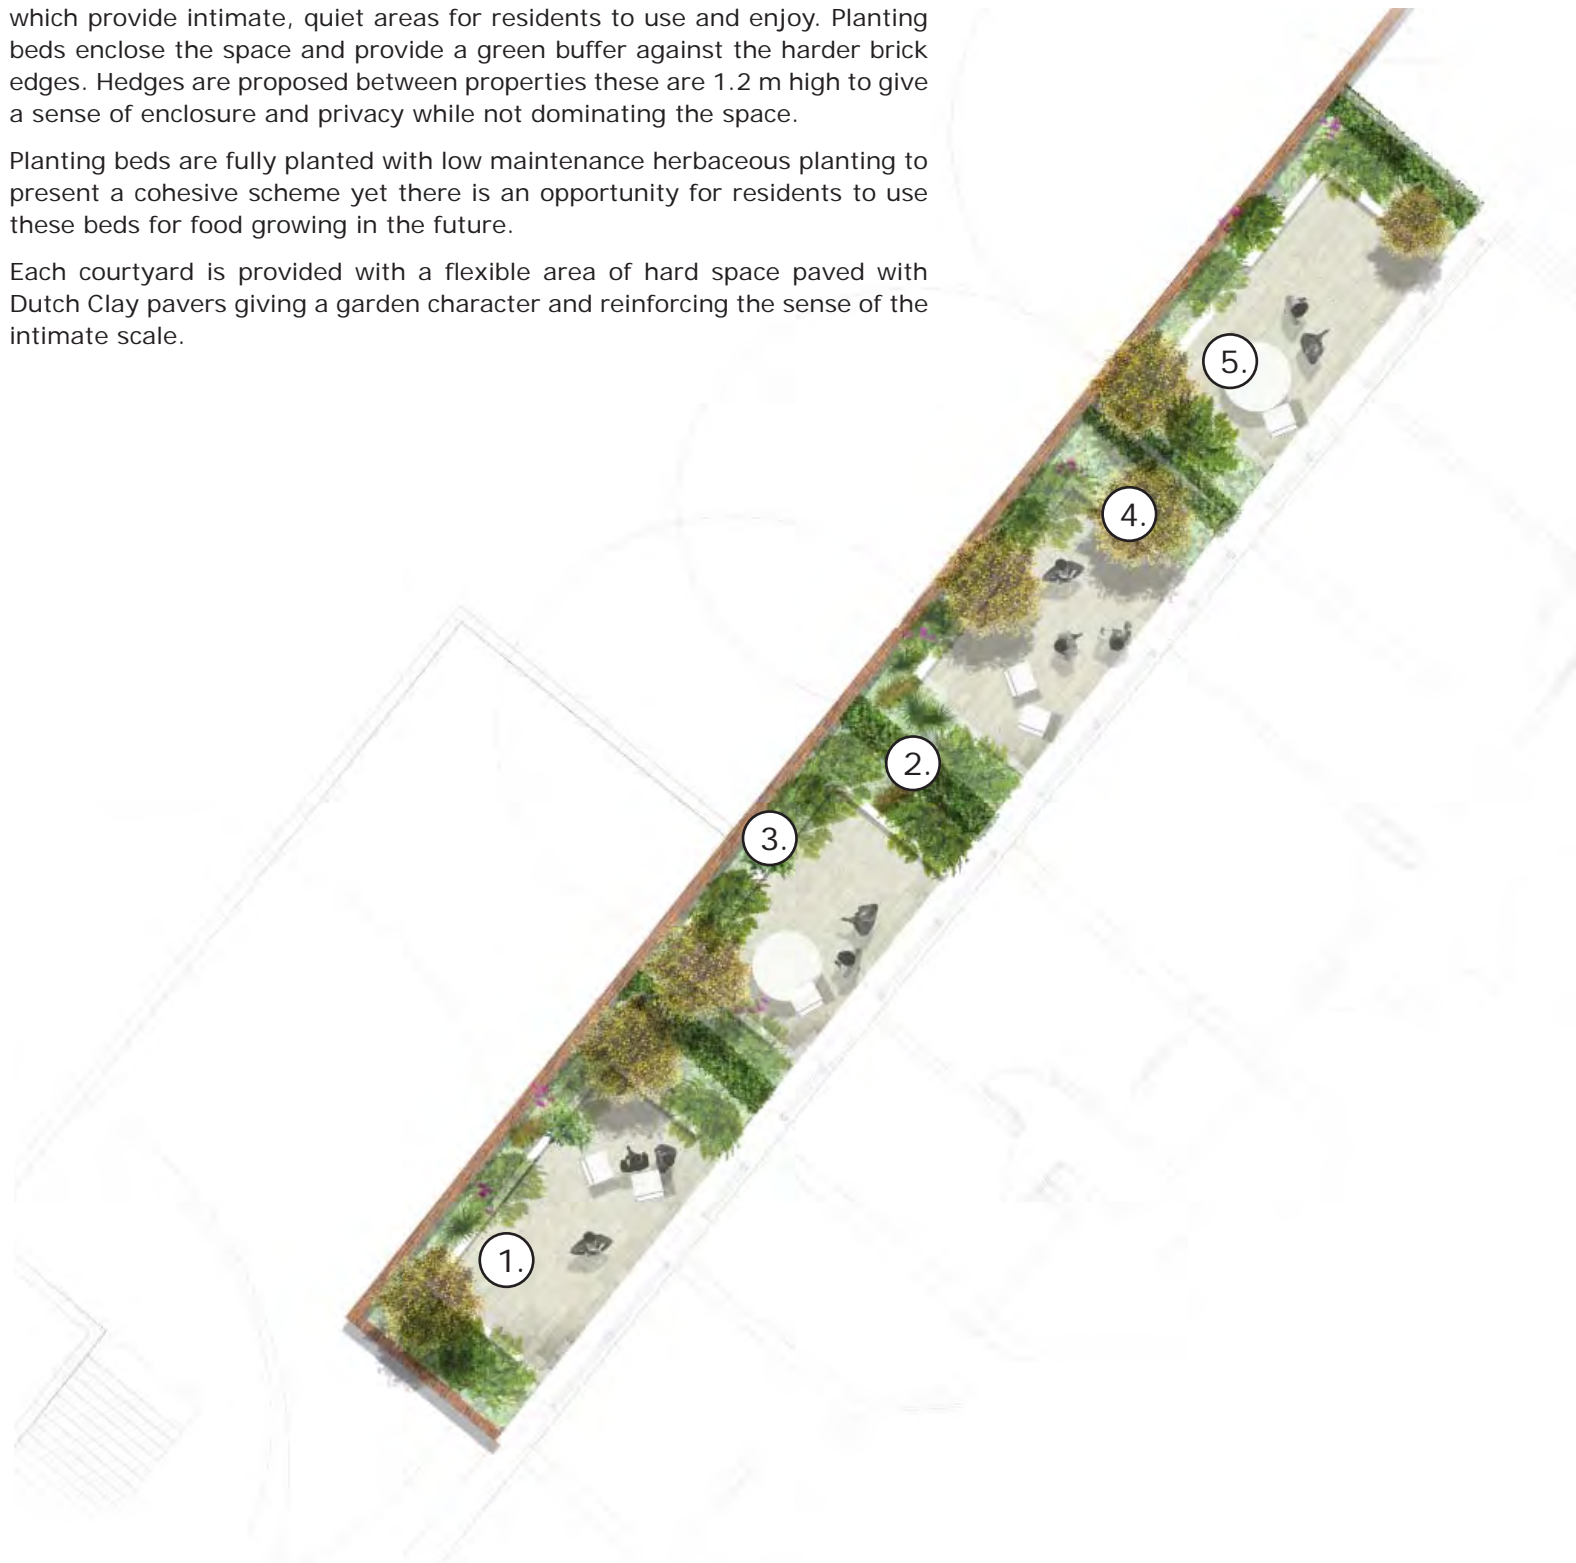 which provide intimate, quiet areas for residents to use and enjoy. Planting
beds enclose the space and provide a green buffer against the harder brick
edges. Hedges are proposed between properties these are 1.2 m high to give
a sense of enclosure and privacy while not dominating the space.
Planting beds are fully planted with low maintenance herbaceous planting to
present a cohesive scheme yet there is an opportunity for residents to use
these beds for food growing in the future.
Each courtyard is provided with a flexible area of hard space paved with
Dutch Clay pavers giving a garden character and reinforcing the sense of the
intimate scale.
5.
4.
2.
3.
1.